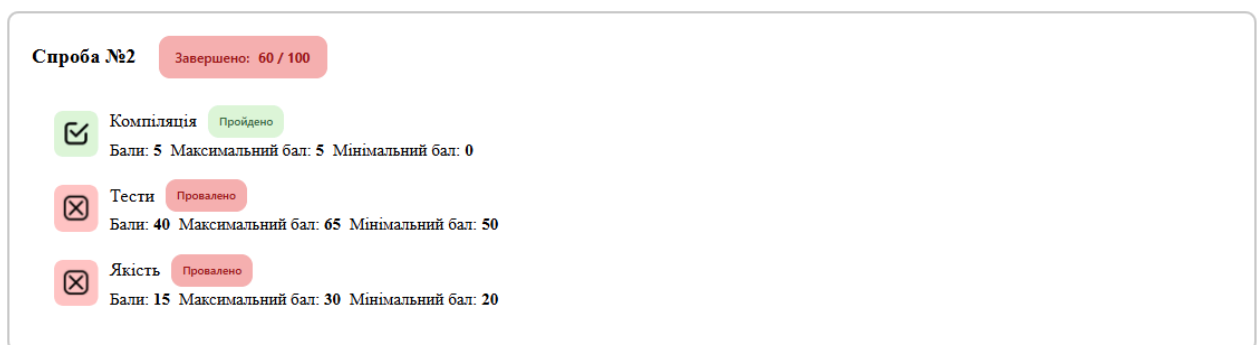 Спроба №2 Завершено: 60 / 100
Компіляція Пройдено
Бали: 5 Максимальний бал: 5 Мінімальний бал: 0
Тести Провалено
Бали: 40 Максимальний бал: 65 Мінімальний бал: 50
Якість Провалено
Бали: 15 Максимальний бал: 30 Мінімальний бал: 20